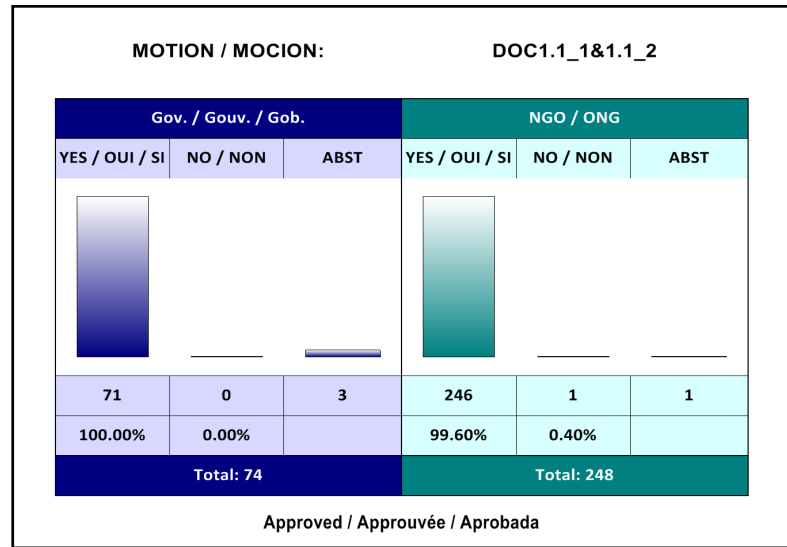 MOTION / MOCION: DOC1.1_1&1.1_2
Gov. / Gouv. / Gob. NGO / ONG
YES / OUI / SI NO / NON ABST YES / OUI / SI NO / NON ABST
71 0 3 246 1 1
100.00% 0.00% 99.60% 0.40%
Total: 74 Total: 248
Approved / Approuvée / Aprobada